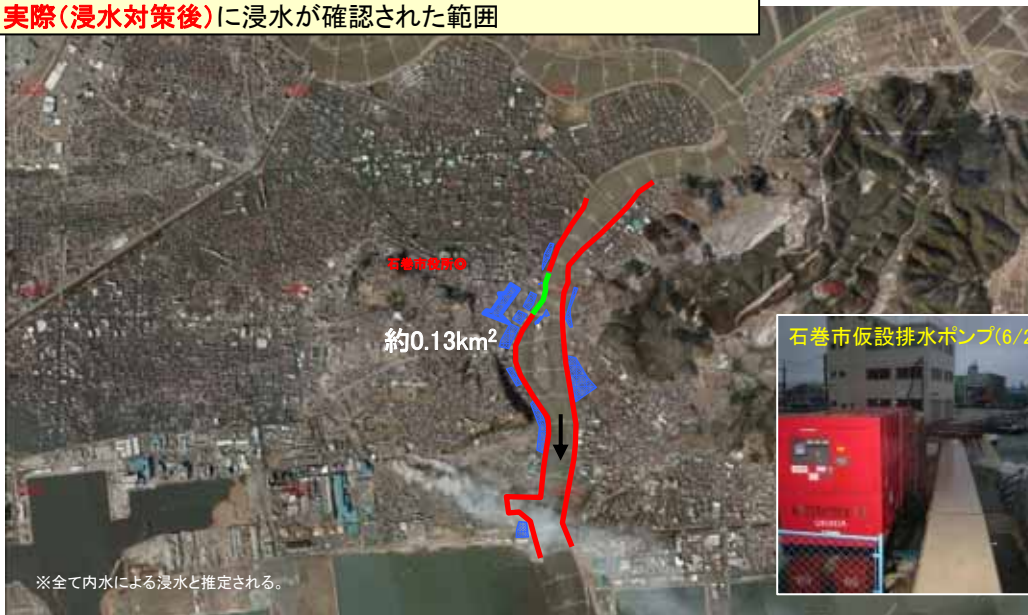 実際(浸水対策後)に浸水が確認された範囲
石巻市役所
約0.13km²
石巻市仮設排水ポンプ(6/2
※全て内水による浸水と推定される。